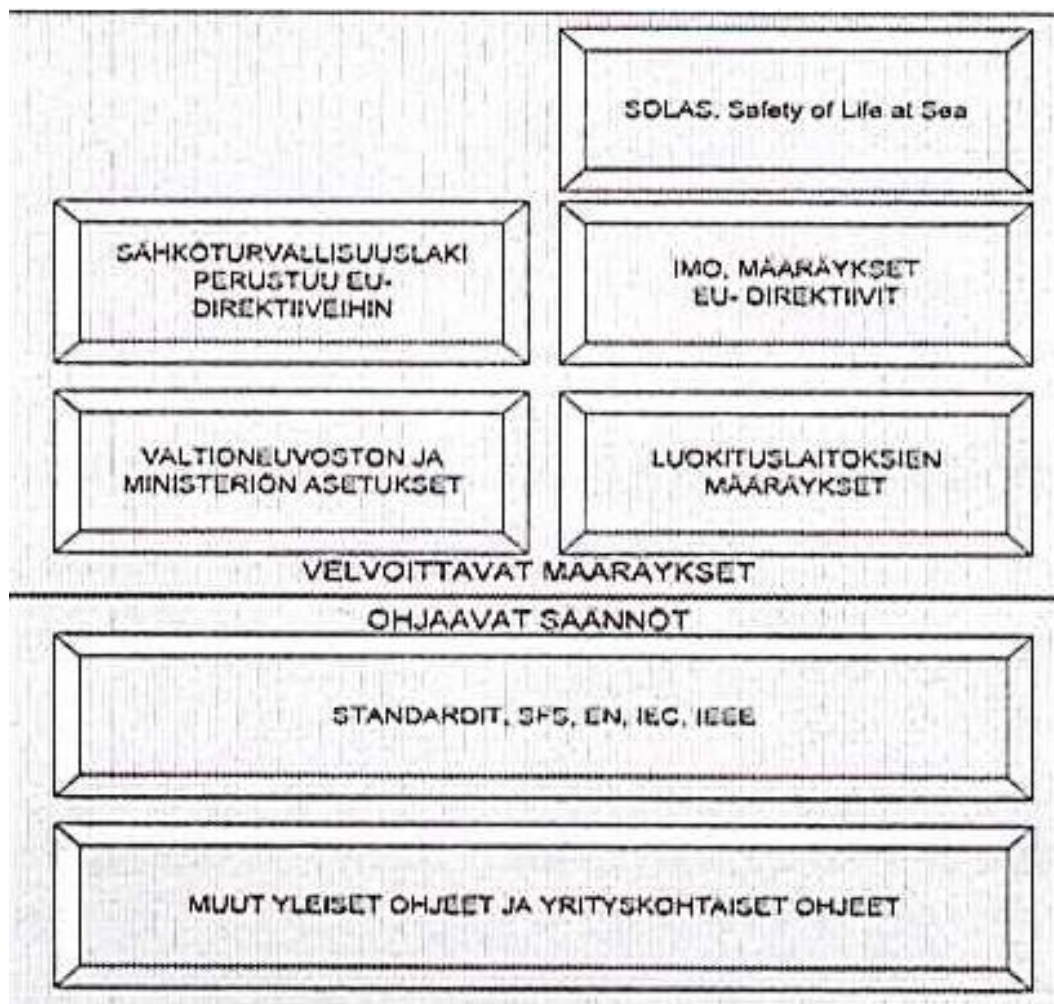 SOLAS, Safety of Life at Sea
SÄHKÖTURVALLISUUSLAKI
PERUSTUU EU-
DIREKTIIVEIHIN
IMO, MÄÄRÄYKSET
EU- DIREKTIIVIT
VALTIONEUVOSTON JA
MINISTERIÖN ASETUKSET
LUOKITUSLAITOKSIEN
MÄÄRÄYKSET
VELVOITTAVAT MÄÄRÄYKSET
OHJAAVAT SÄÄNNÖT
STANDARDIT, SFS, EN, IEC, IEEE
MUUT YLEISET OHJEET JA YRITYSKOHTAISET OHJEET